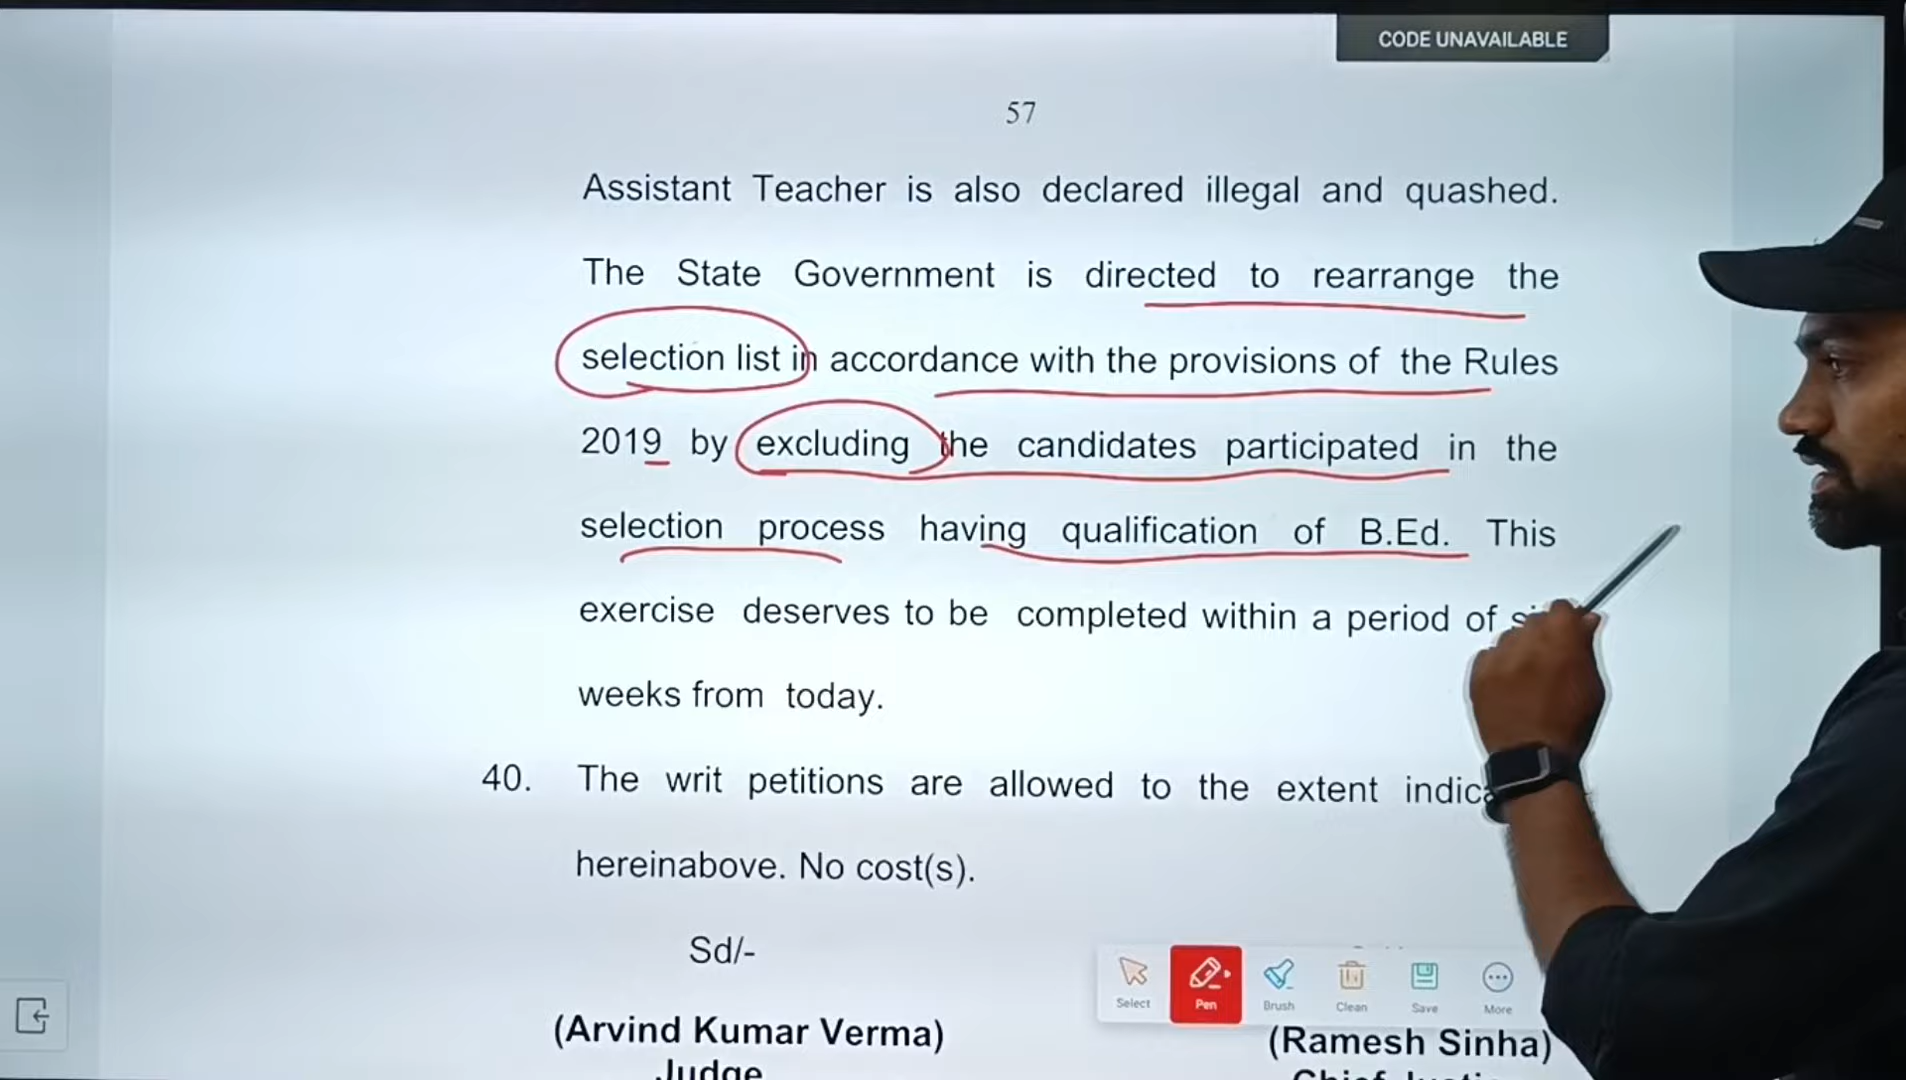 CODE UNAVAILABLE
57
Assistant Teacher is also declared illegal and quashed.
The State Government is directed to rearrange the
selection list in accordance with the provisions of the Rules
2019 by excluding the candidates participated in the
selection process having qualification of B.Ed. This
exercise deserves to be completed within a period of
weeks from today.
40. The writ petitions are allowed to the extent
hereinabove. No cost(s).
Sd/-
Select Pen Brush Clean Save More
(Arvind Kumar Verma) (Ramesh Sinha)
Judge